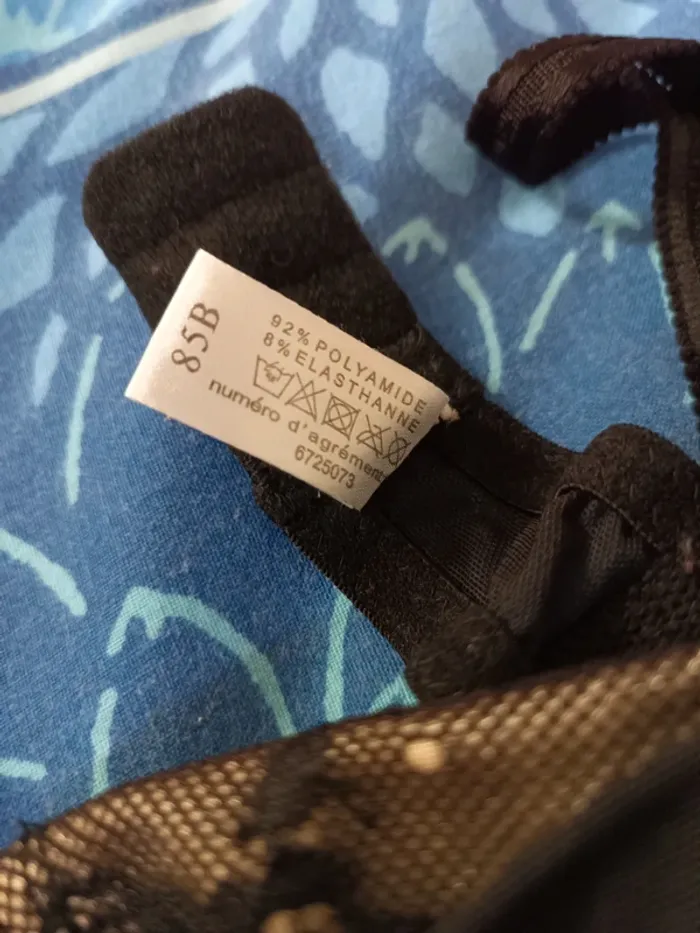 85B
92% POLYAMIDE
8% ELASTHANNE
numéro d'agrément
6725073